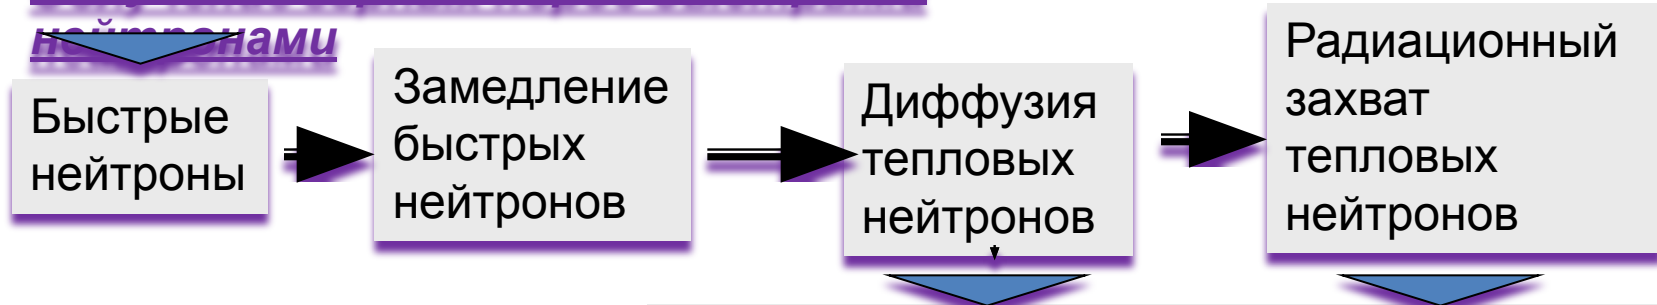 нейтронами
Быстрые
нейтроны
Замедление
быстрых
нейтронов
Диффузия
тепловых
нейтронов
Радиационный
захват
тепловых
нейтронов